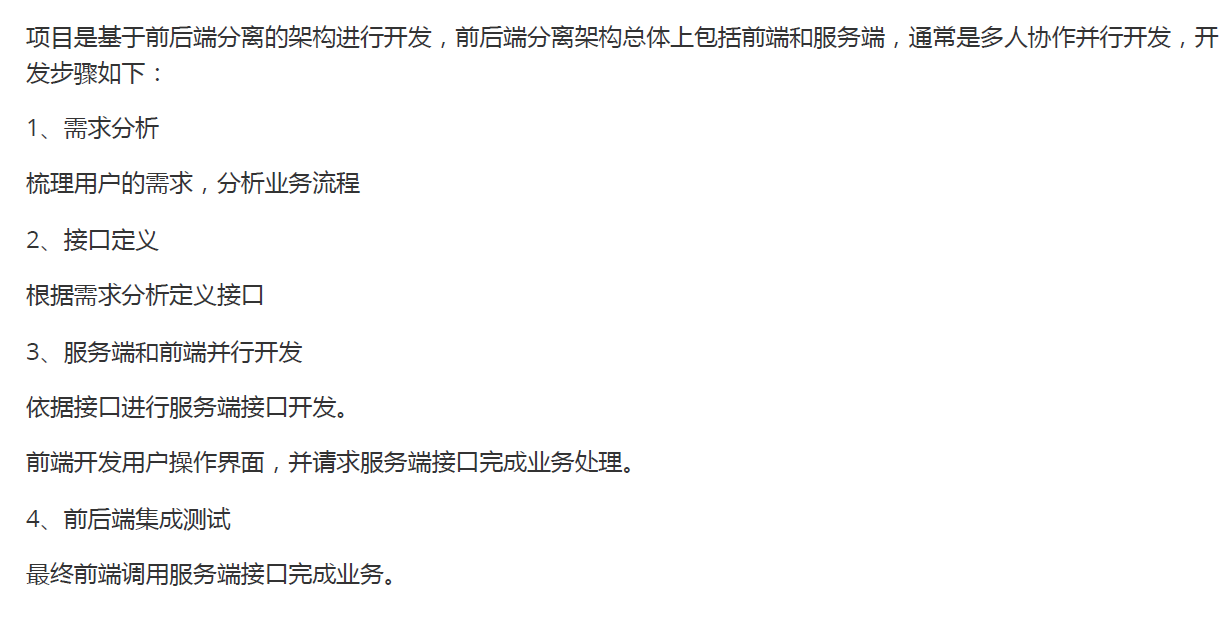 项目是基于前后端分离的架构进行开发，前后端分离架构总体上包括前端和服务端，通常是多人协作并行开发，开
发步骤如下：
1、需求分析
梳理用户的需求，分析业务流程
2、接口定义
根据需求分析定义接口
3、服务端和前端并行开发
依据接口进行服务端接口开发。
前端开发用户操作界面，并请求服务端接口完成业务处理。
4、前后端集成测试
最终前端调用服务端接口完成业务。